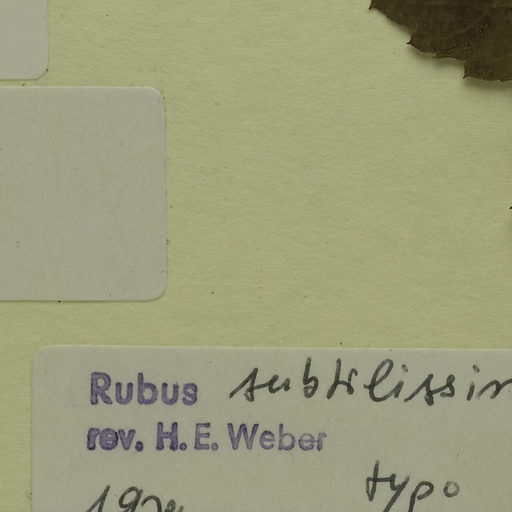 Rubus subtilissim
rev. H. E. Weber
typo